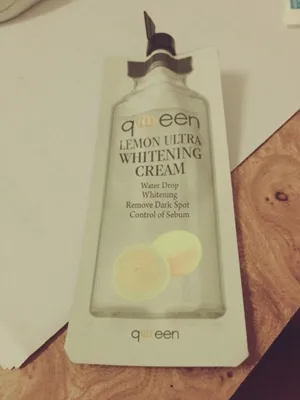 qween
LEMON ULTRA
WHITENING
CREAM
Water Drop
Whitening
Remove Dark Spot
Control of Sebum
qween